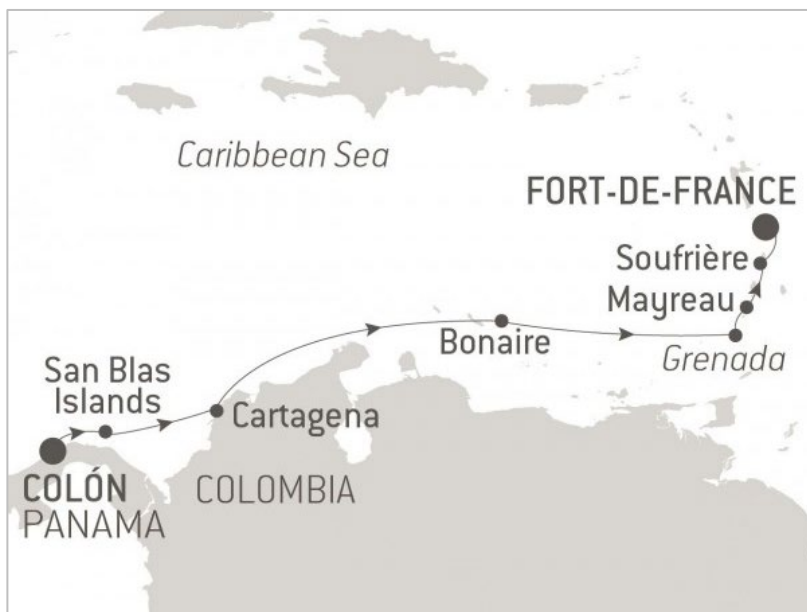 Caribbean Sea
FORT-DE-FRANCE
Soufrière
Mayreau
Bonaire
Grenada
San Blas
Islands
Cartagena
COLÓN
PANAMA
COLOMBIA